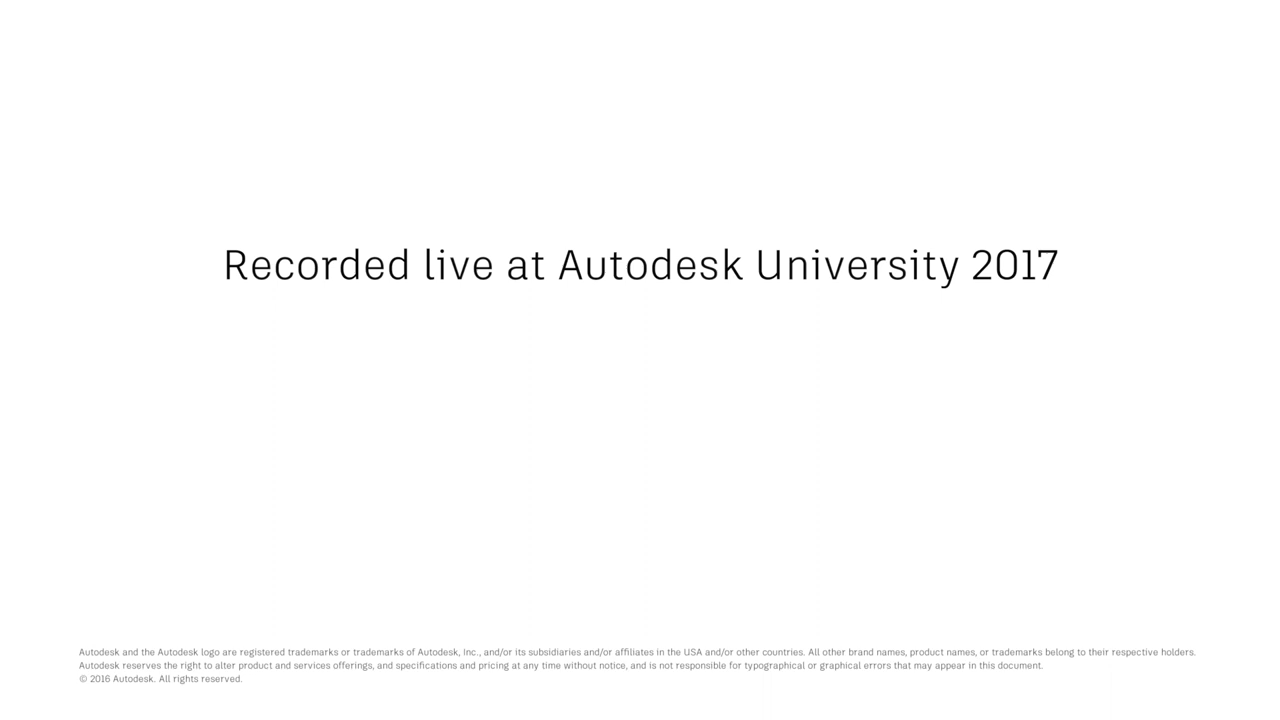 Recorded live at Autodesk University 2017
Autodesk and the Autodesk logo are registered trademarks or trademarks of Autodesk, Inc., and/or its subsidiaries and/or affiliates in the USA and/or other countries. All other brand names, product names, or trademarks belong to their respective holders.
Autodesk reserves the right to alter product and services offerings, and specifications and pricing at any time without notice, and is not responsible for typographical or graphical errors that may appear in this document.
© 2016 Autodesk. All rights reserved.